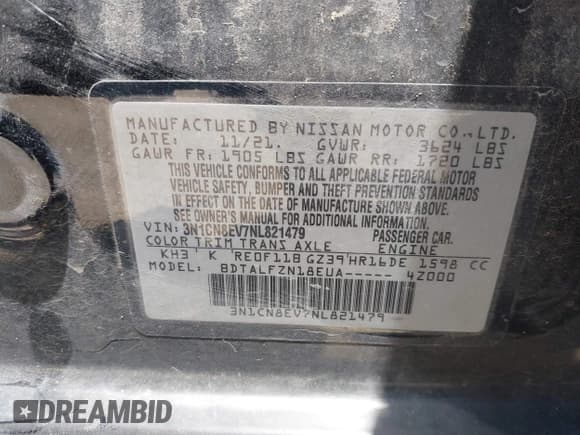 MANUFACTURED BY NISSAN MOTOR CO.,LTD.
DATE: 11/21. GVWR: 3624 LBS
GAWR FR: 1905 LBS GAWR RR: 1720 LBS
THIS VEHICLE CONFORMS TO ALL APPLICABLE FEDERAL MOTOR
VEHICLE SAFETY, BUMPER AND THEFT PREVENTION STANDARDS
IN EFFECT ON THE DATE OF MANUFACTURE SHOWN ABOVE.
SEE OWNER'S MANUAL FOR ADDITIONAL INFORMATION.
VIN: 3N1CN8EV7NL821479 PASSENGER CAR.
COLOR TRIM TRANS AXLE ENGINE
KH3 K RE0F11B GZ39 HR16DE 1598 CC
MODEL: BDTALFZN18EUA----- 4Z000
3N1CN8EV7NL821479
DREAMBID